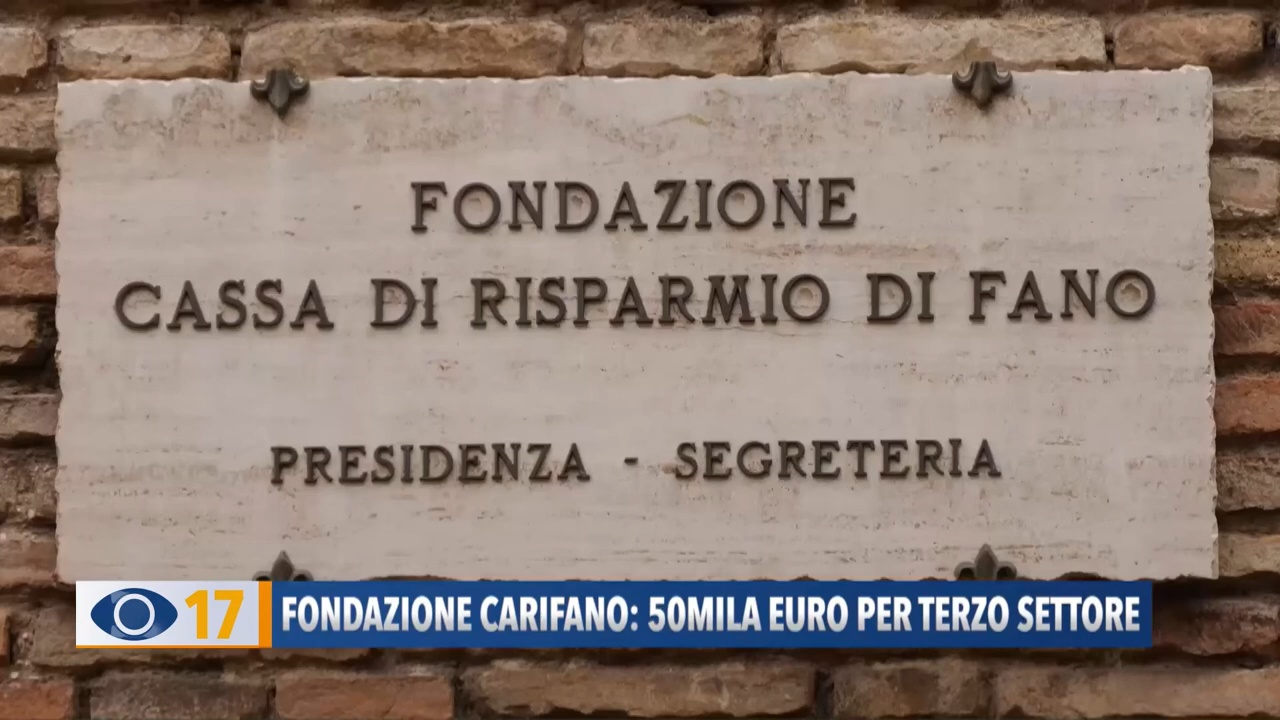 FONDAZIONE
CASSA DI RISPARMIO DI FANO
PRESIDENZA - SEGRETERIA
17 FONDAZIONE CARIFANO: 50MILA EURO PER TERZO SETTORE